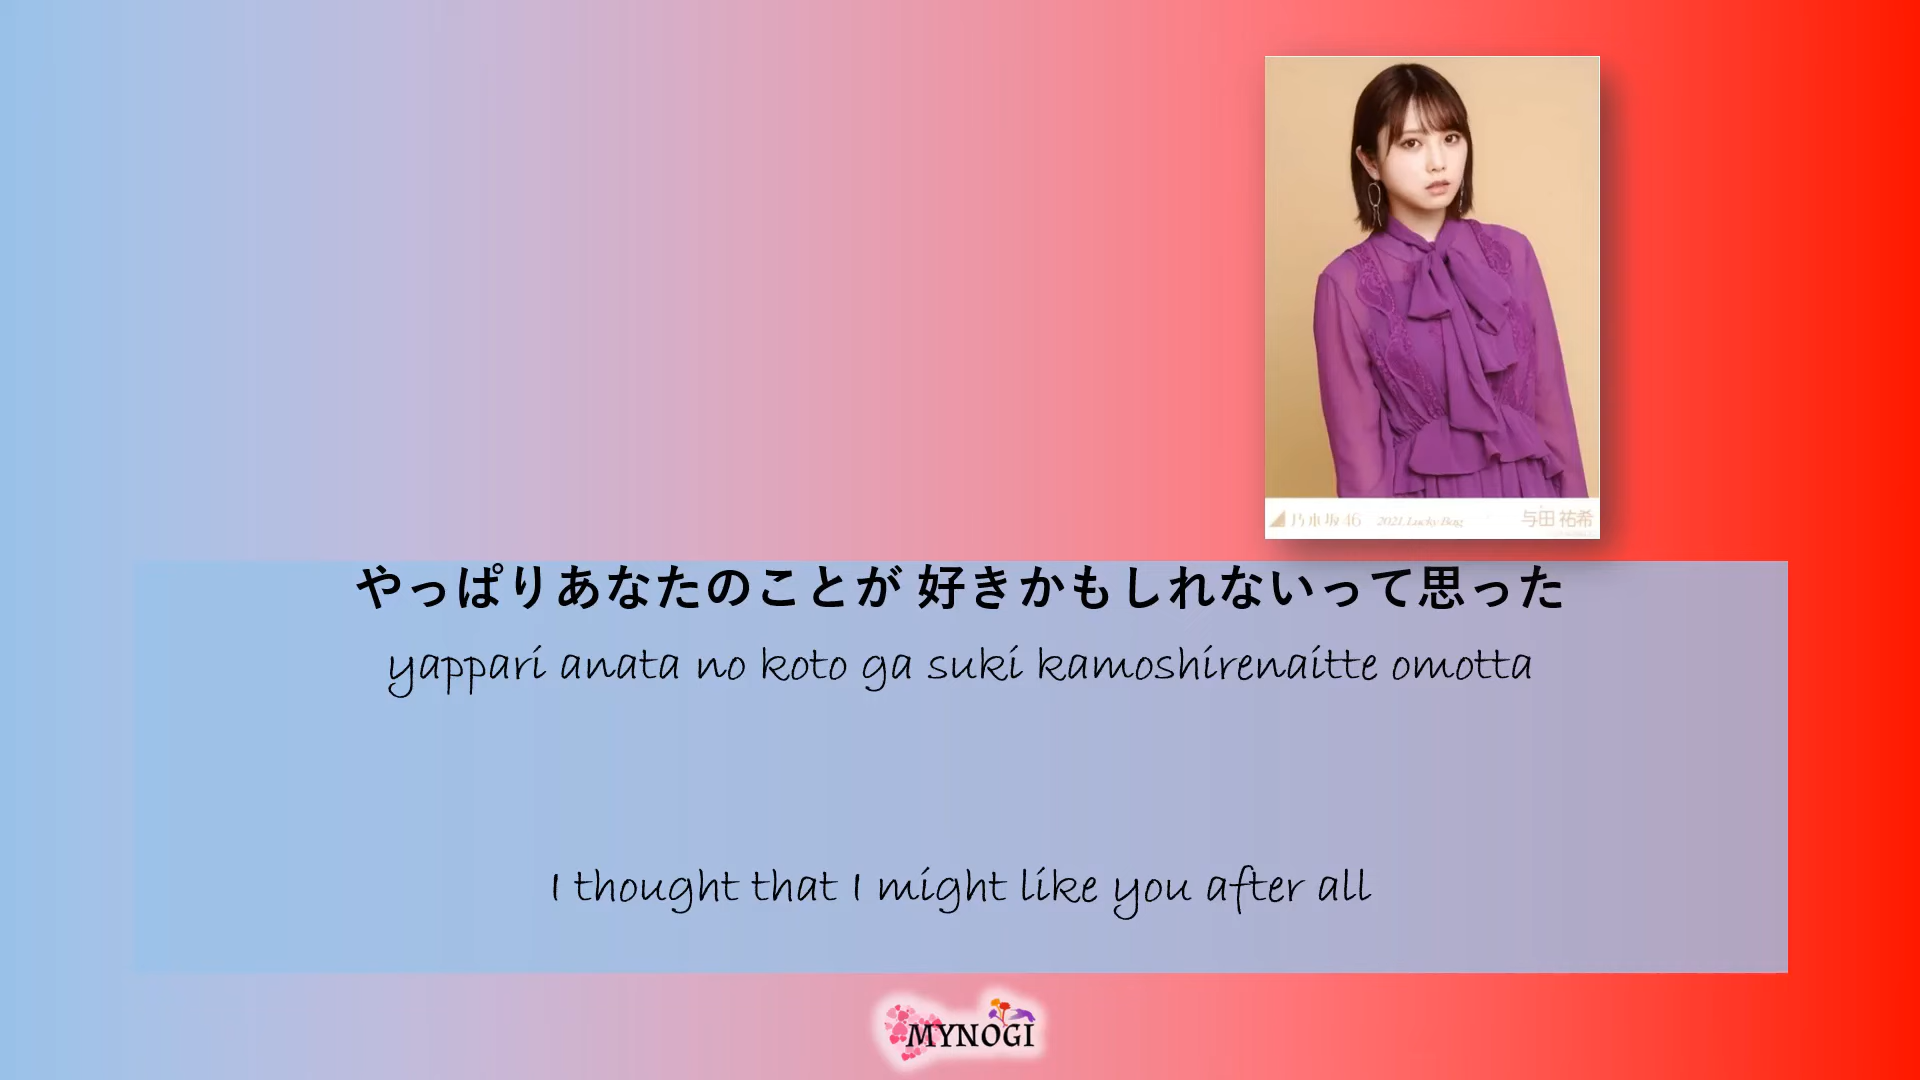 乃木坂46 2021.Lucky Bag 与田 祐希
やっぱりあなたのことが 好きかもしれないって思った
yappari anata no koto ga suki kamoshirenaitte omotta
I thought that I might like you after all
MYNOGI